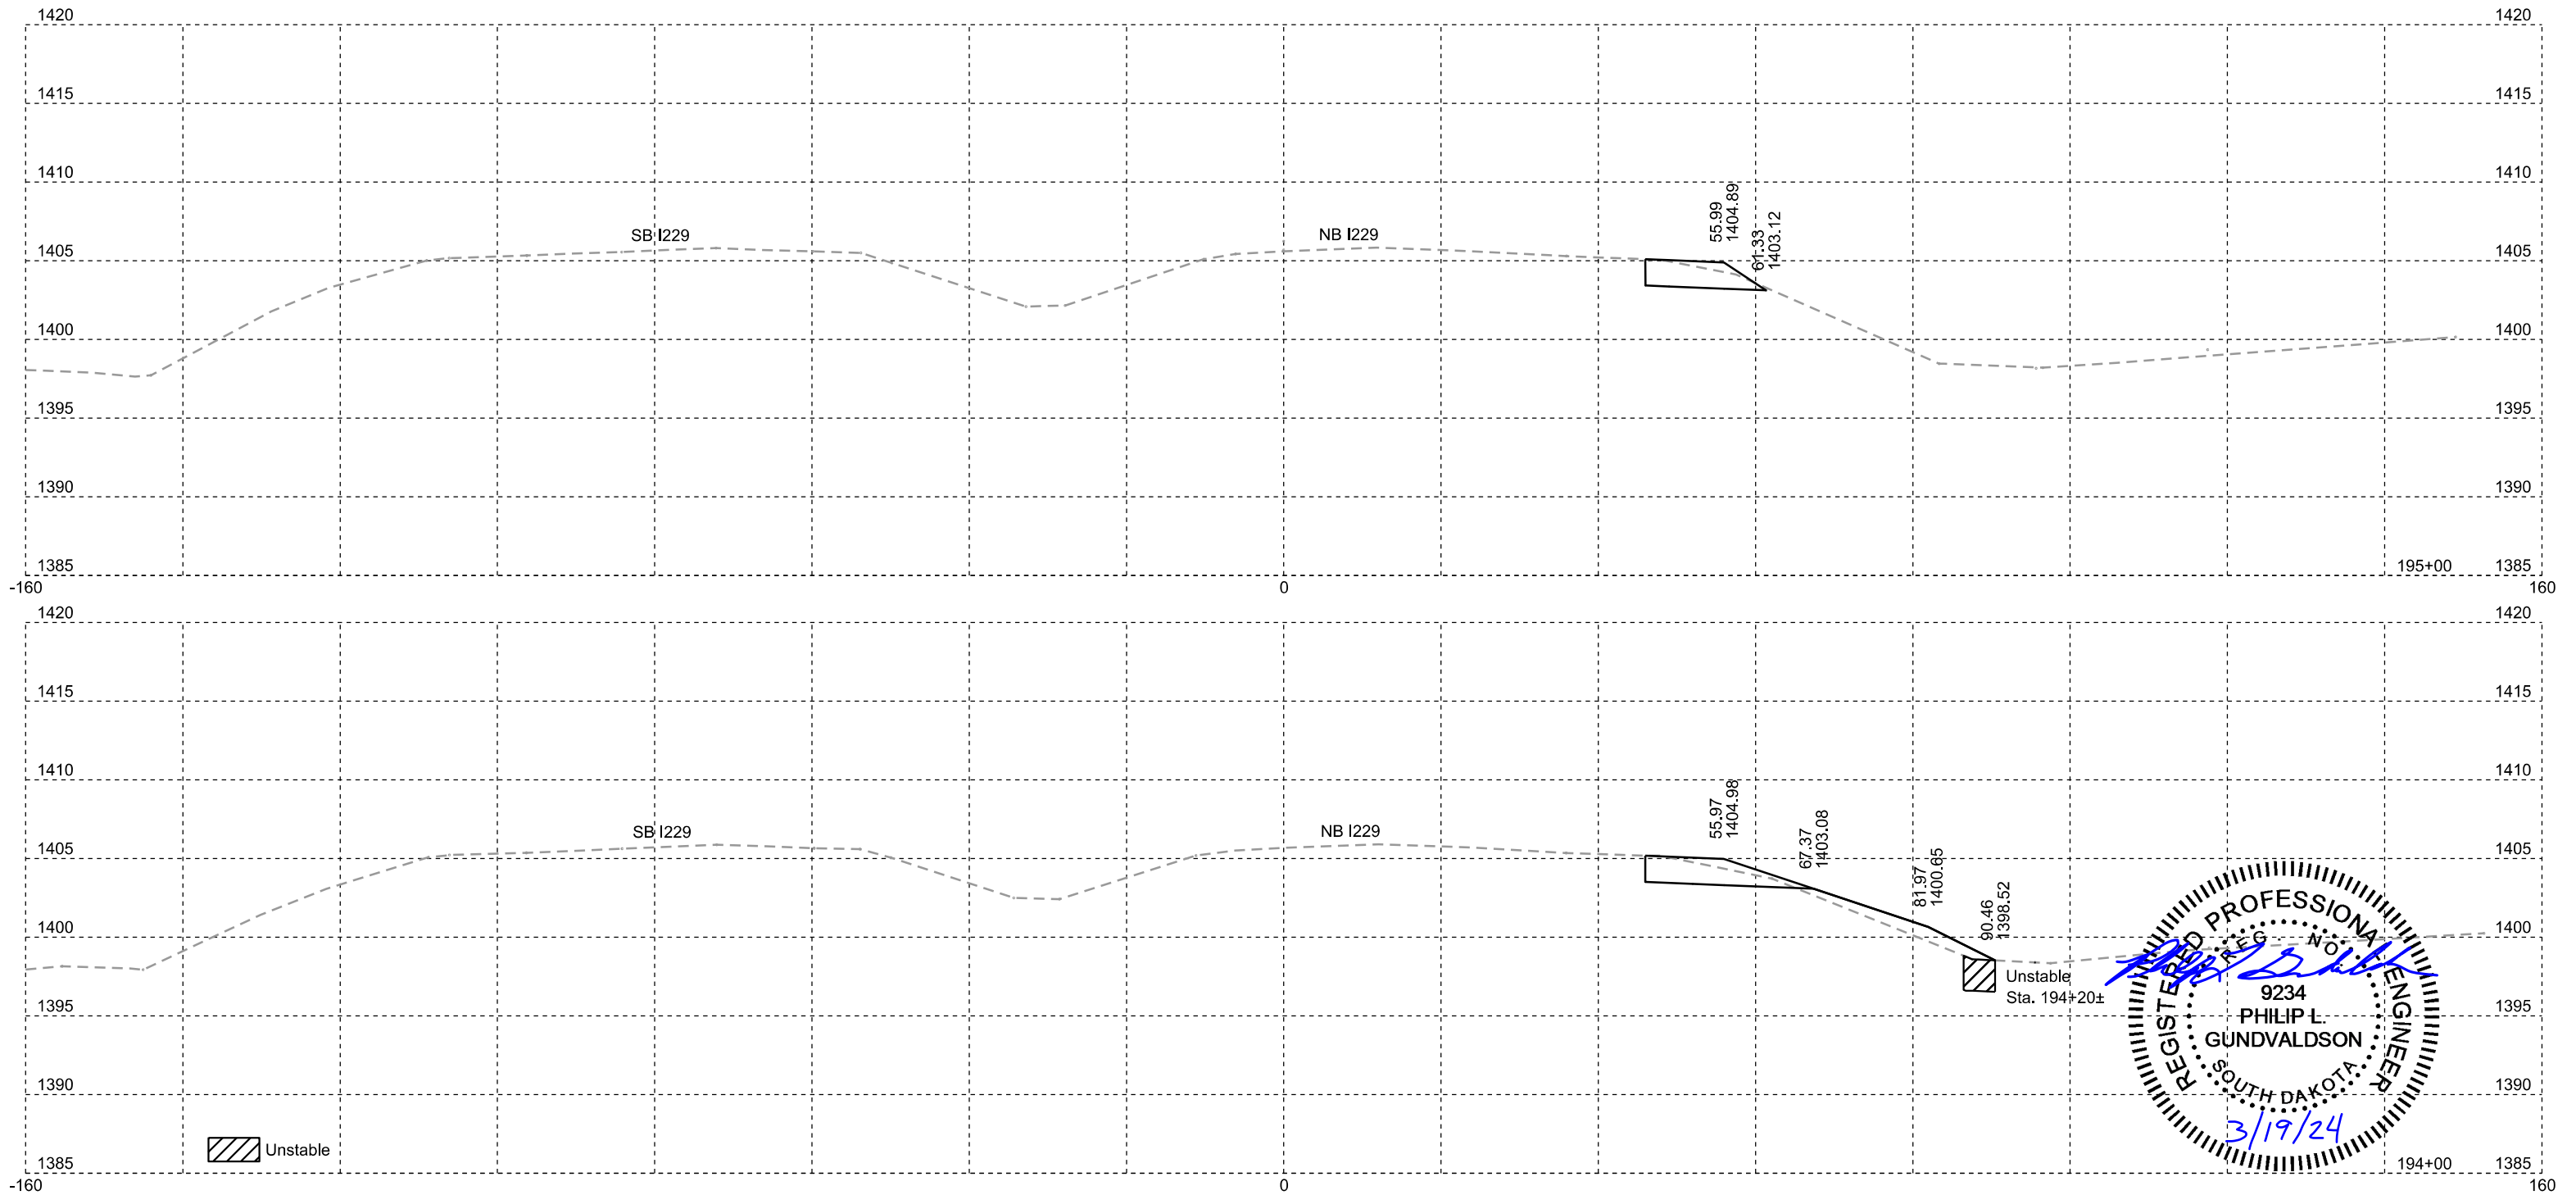 1420 1420
1415 1415
1410 1410
55.99
1404.89
61.33
1403.12
SB I229 NB I229
1405 1405
1400 1400
1395 1395
1390 1390
1385 195+00 1385
-160 0 160
1420 1420
1415 1415
1410 1410
55.97
1404.98
67.37
1403.08
81.97
1400.65
90.46
1398.52
SB I229 NB I229
1405 1405
1400 1400
Unstable
Sta. 194+20±
1395 1395
1390 1390
Unstable
1385 194+00 1385
-160 0 160
REGISTERED PROFESSIONAL ENGINEER
REG. NO.
9234
PHILIP L.
GUNDVALDSON
SOUTH DAKOTA
3/19/24